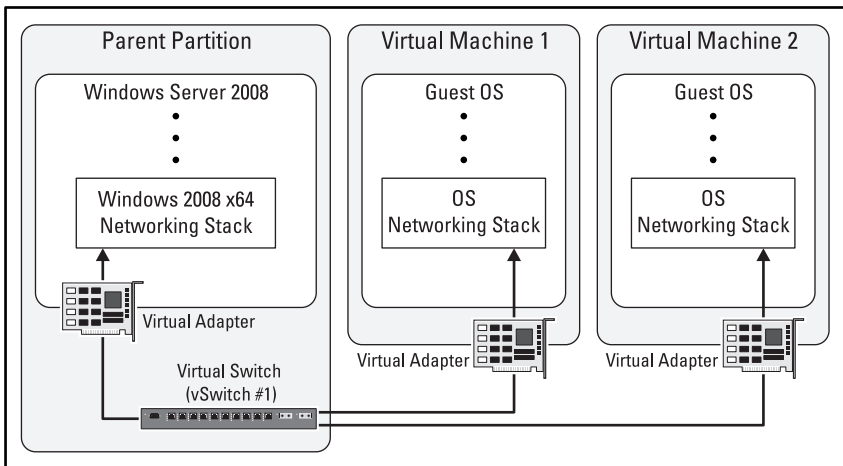 Parent Partition
Windows Server 2008
Windows 2008 x64
Networking Stack
Virtual Adapter
Virtual Switch
(vSwitch #1)
Virtual Machine 1
Guest OS
OS
Networking Stack
Virtual Adapter
Virtual Machine 2
Guest OS
OS
Networking Stack
Virtual Adapter